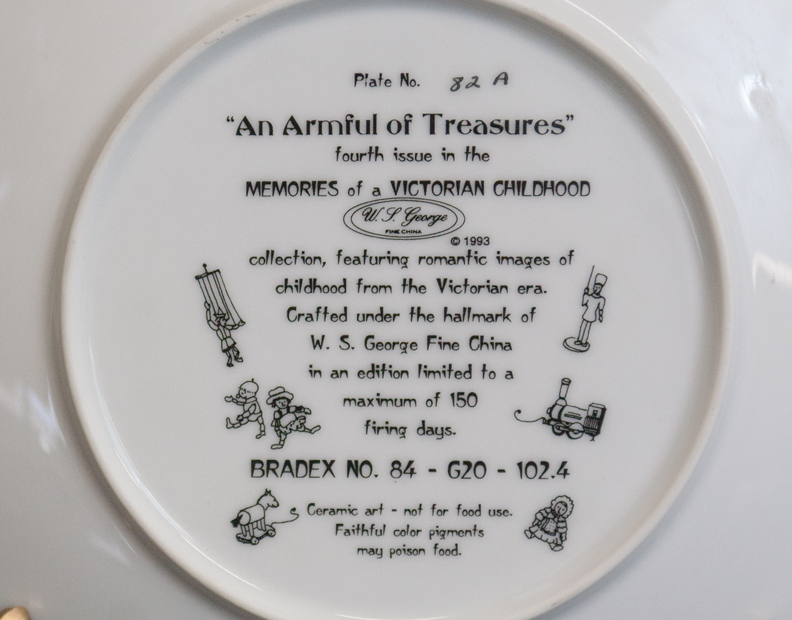 Plate No. 82 A
“An Armful of Treasures”
fourth issue in the
MEMORIES of a VICTORIAN CHILDHOOD
W. S. George
FINE CHINA
© 1993
collection, featuring romantic images of
childhood from the Victorian era.
Crafted under the hallmark of
W. S. George Fine China
in an edition limited to a
maximum of 150
firing days.
BRADEX NO. 84 - G20 - 102.4
Ceramic art - not for food use.
Faithful color pigments
may poison food.